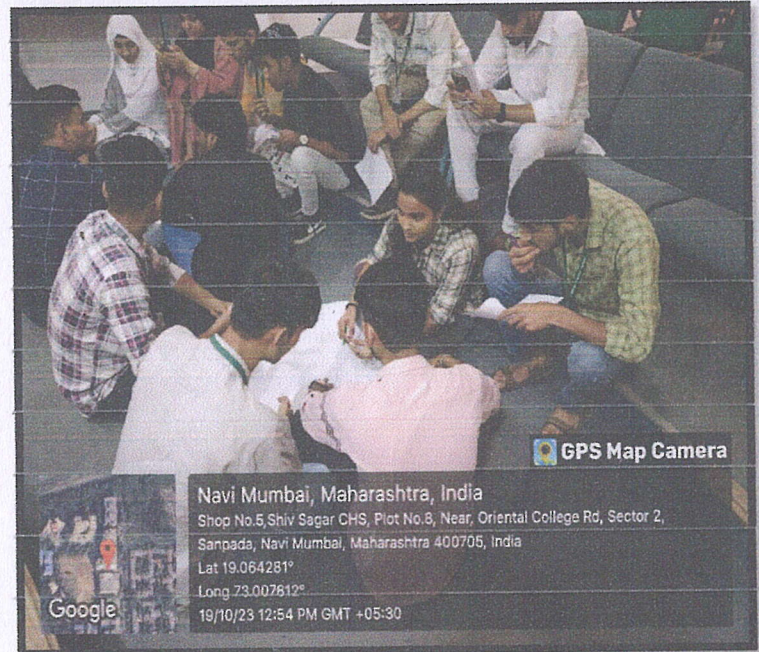 GPS Map Camera
Navi Mumbai, Maharashtra, India
Shop No.5,Shiv Sagar CHS, Plot No.8, Near, Oriental College Rd, Sector 2,
Sanpada, Navi Mumbai, Maharashtra 400705, India
Lat 19.064281°
Long 73.007812°
19/10/23 12:54 PM GMT +05:30
Google